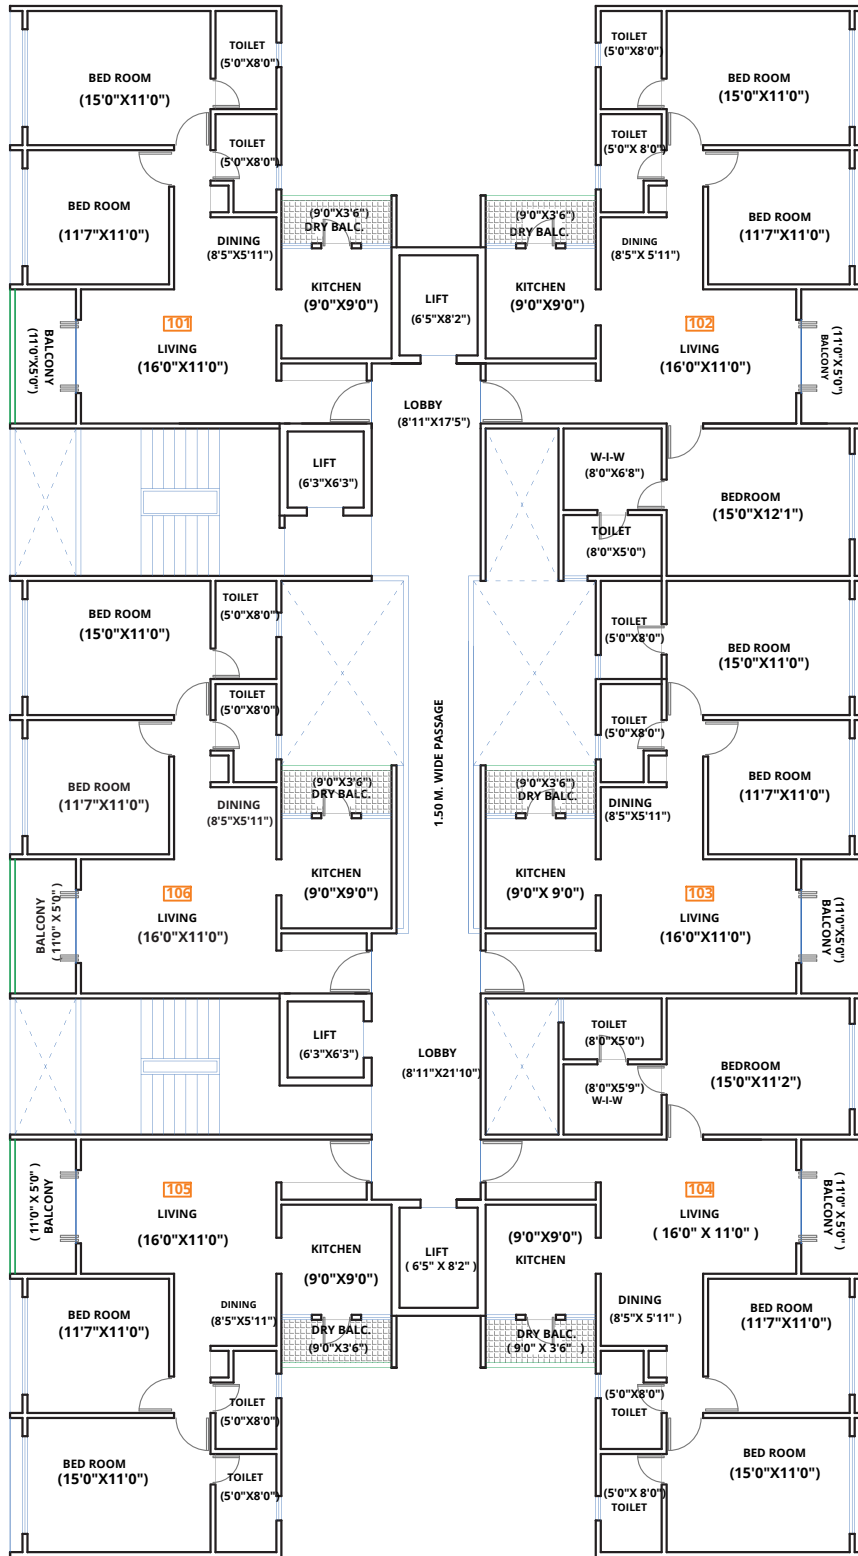 BED ROOM
(15'0"X11'0")
TOILET
(5'0"X8'0")
TOILET
(5'0"X8'0")
BED ROOM
(15'0"X11'0")
TOILET
(5'0"X8'0")
TOILET
(5'0"X 8'0")
BED ROOM
(11'7"X11'0")
DINING
(8'5"X5'11")
(9'0"X3'6")
DRY BALC.
(9'0"X3'6")
DRY BALC.
DINING
(8'5"X 5'11")
BED ROOM
(11'7"X11'0")
KITCHEN
(9'0"X9'0")
LIFT
(6'5"X8'2")
KITCHEN
(9'0"X9'0")
BALCONY
(11'0"X5'0")
101
LIVING
(16'0"X11'0")
102
LIVING
(16'0"X11'0")
(11'0"X 5'0")
BALCONY
LOBBY
(8'11"X17'5")
LIFT
(6'3"X6'3")
W-I-W
(8'0"X6'8")
BEDROOM
(15'0"X12'1")
TOILET
(8'0"X5'0")
BED ROOM
(15'0"X11'0")
TOILET
(5'0"X8'0")
TOILET
(5'0"X8'0")
TOILET
(5'0"X8'0")
BED ROOM
(15'0"X11'0")
TOILET
(5'0"X8'0")
1.50 M. WIDE PASSAGE
BED ROOM
(11'7"X11'0")
DINING
(8'5"X5'11")
(9'0"X3'6")
DRY BALC.
(9'0"X3'6")
DRY BALC.
DINING
(8'5"X5'11")
BED ROOM
(11'7"X11'0")
KITCHEN
(9'0"X9'0")
KITCHEN
(9'0"X 9'0")
BALCONY
( 11'0" X 5'0" )
106
LIVING
(16'0"X11'0")
103
LIVING
(16'0"X11'0")
(11'0"X5'0")
BALCONY
LIFT
(6'3"X6'3")
LOBBY
(8'11"X21'10")
TOILET
(8'0"X5'0")
(8'0"X5'9")
W-I-W
BEDROOM
(15'0"X11'2")
( 11'0" X 5'0" )
BALCONY
105
LIVING
(16'0"X11'0")
104
LIVING
( 16'0" X 11'0" )
( 11'0" X 5'0" )
BALCONY
KITCHEN
(9'0"X9'0")
LIFT
( 6'5" X 8'2" )
(9'0"X9'0")
KITCHEN
BED ROOM
(11'7"X11'0")
DINING
(8'5"X5'11")
DRY BALC.
(9'0"X3'6")
DRY BALC.
( 9'0" X 3'6" )
DINING
(8'5"X 5'11" )
BED ROOM
(11'7"X11'0")
TOILET
(5'0"X8'0")
(5'0"X8'0")
TOILET
BED ROOM
(15'0"X11'0")
TOILET
(5'0"X8'0")
(5'0"X 8'0")
TOILET
BED ROOM
(15'0"X11'0")